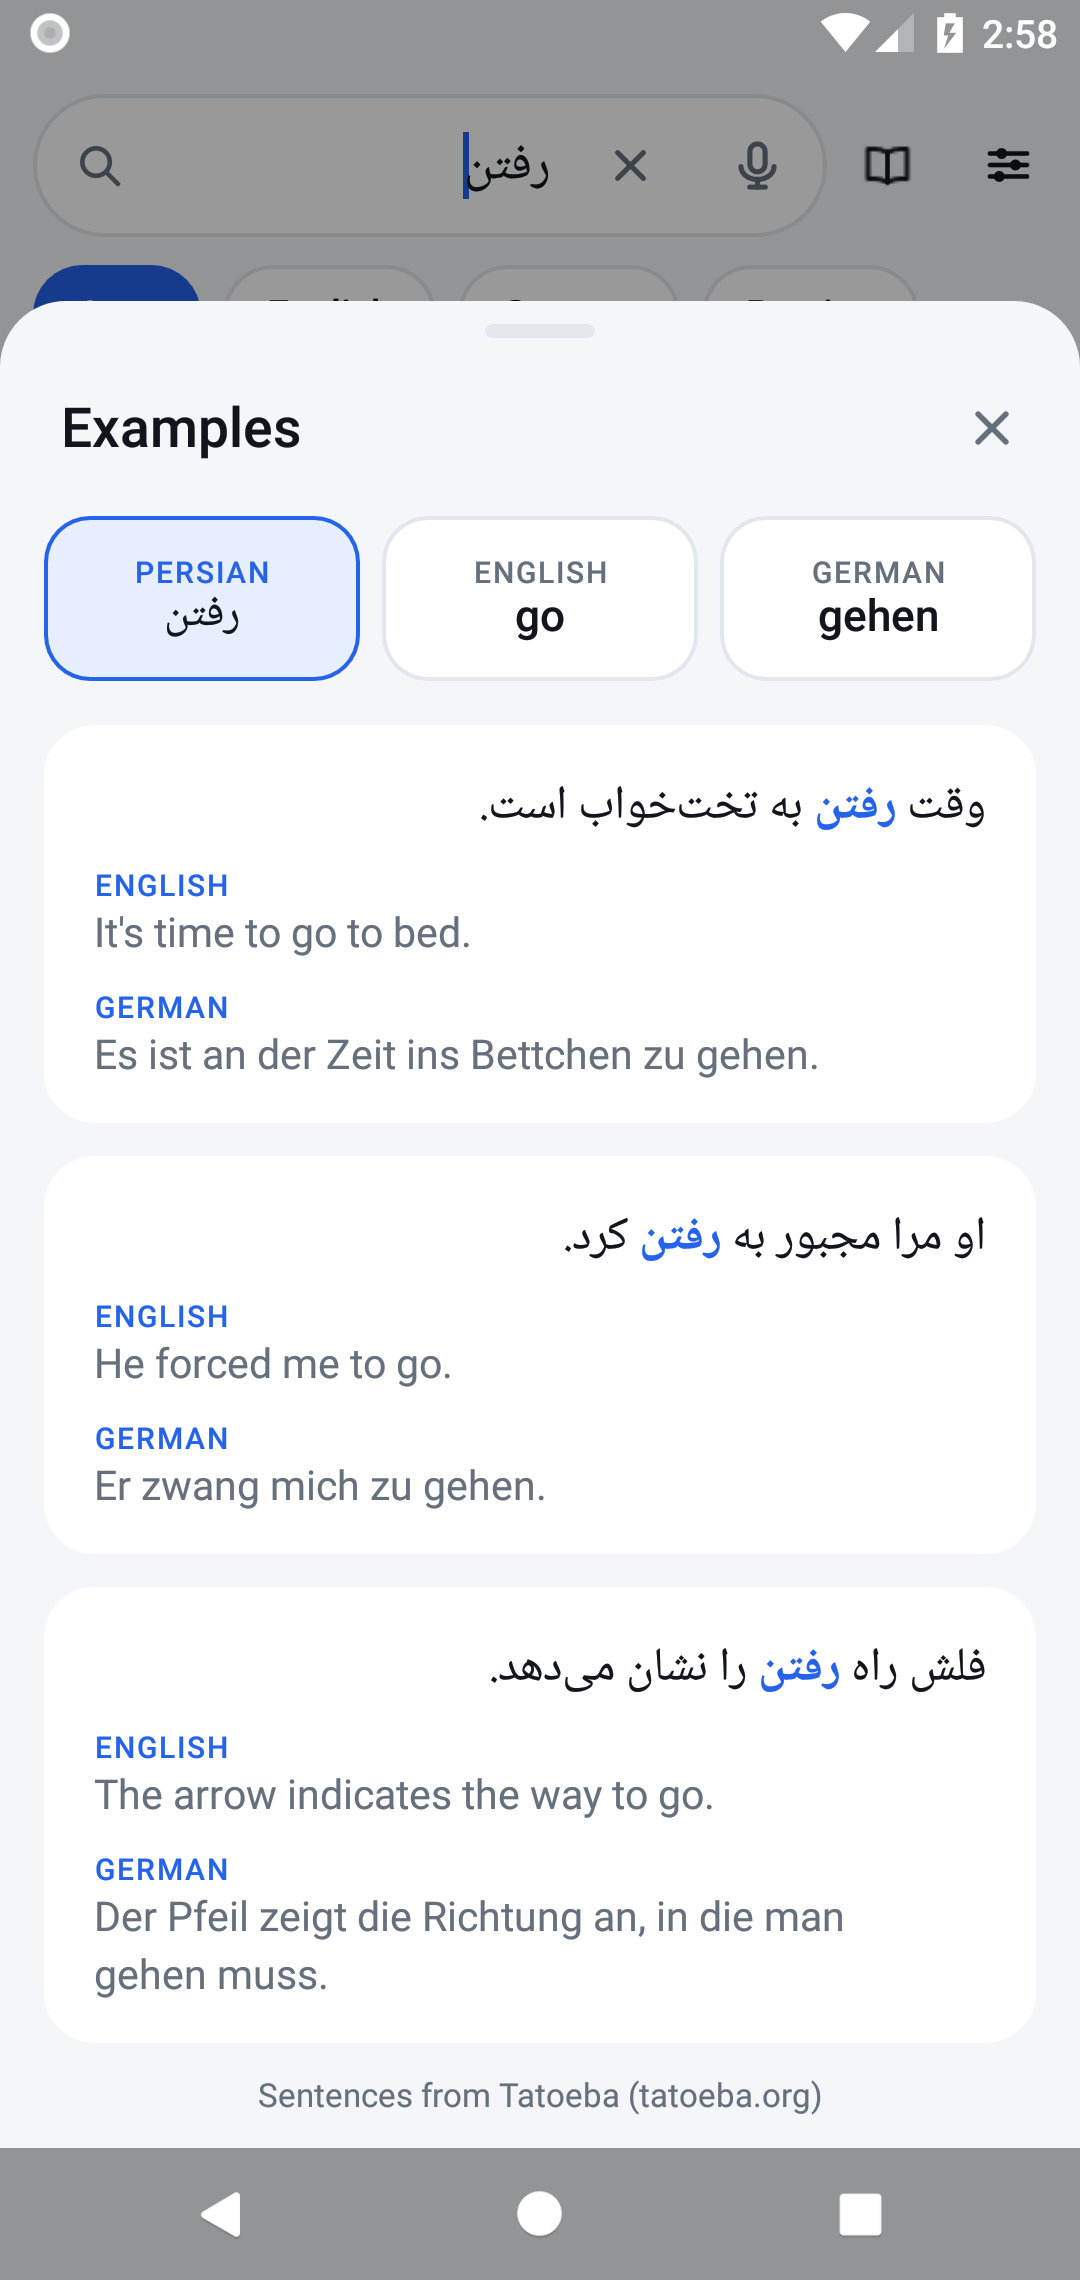 2:58
رفتن
Examples
PERSIAN
رفتن
ENGLISH
go
GERMAN
gehen
وقت رفتن به تخت‌خواب است.
ENGLISH
It's time to go to bed.
GERMAN
Es ist an der Zeit ins Bettchen zu gehen.
او مرا مجبور به رفتن کرد.
ENGLISH
He forced me to go.
GERMAN
Er zwang mich zu gehen.
فلش راه رفتن را نشان می‌دهد.
ENGLISH
The arrow indicates the way to go.
GERMAN
Der Pfeil zeigt die Richtung an, in die man
gehen muss.
Sentences from Tatoeba (tatoeba.org)